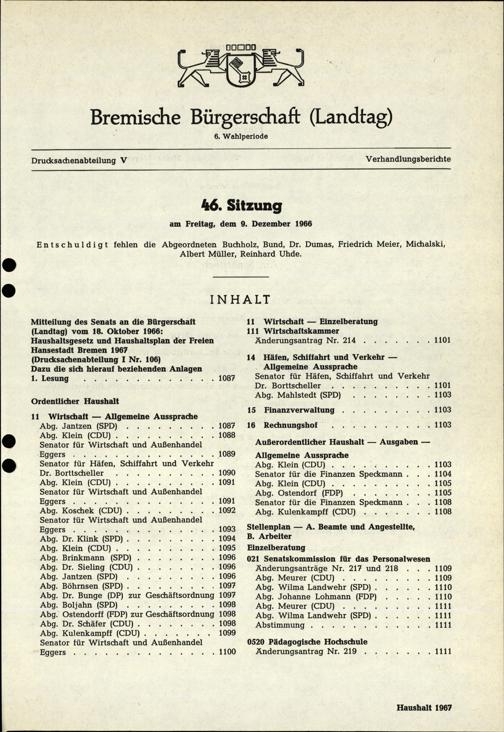 Bremische Bürgerschaft (Landtag)
6. Wahlperiode
Drucksachenabteilung V
Verhandlungsberichte
46. Sitzung
am Freitag, dem 9. Dezember 1966
Entschuldigt fehlen die Abgeordneten Buchholz, Bund, Dr. Dumas, Friedrich Meier, Michalski,
Albert Müller, Reinhard Uhde.
INHALT
Mitteilung des Senats an die Bürgerschaft
(Landtag) vom 18. Oktober 1966:
Haushaltsgesetz und Haushaltsplan der Freien
Hansestadt Bremen 1967
(Drucksachenabteilung I Nr. 106)
Dazu die sich hierauf beziehenden Anlagen
1. Lesung . . . . . . . . . . . . . 1087
Ordentlicher Haushalt
11 Wirtschaft — Allgemeine Aussprache
Abg. Jantzen (SPD) . . . . . . . . . 1087
Abg. Klein (CDU) . . . . . . . . . . 1088
Senator für Wirtschaft und Außenhandel
Eggers . . . . . . . . . . . . . . 1089
Senator für Häfen, Schiffahrt und Verkehr
Dr. Borttscheller . . . . . . . . . . 1090
Abg. Klein (CDU) . . . . . . . . . . 1091
Senator für Wirtschaft und Außenhandel
Eggers . . . . . . . . . . . . . . 1091
Abg. Koschek (CDU) . . . . . . . . . 1092
Senator für Wirtschaft und Außenhandel
Eggers . . . . . . . . . . . . . . 1093
Abg. Dr. Klink (SPD) . . . . . . . . 1094
Abg. Klein (CDU) . . . . . . . . . . 1095
Abg. Brinkmann (SPD) . . . . . . . . 1096
Abg. Dr. Sieling (CDU) . . . . . . . 1096
Abg. Jantzen (SPD) . . . . . . . . . 1096
Abg. Böhrnsen (SPD) . . . . . . . . 1097
Abg. Dr. Bunge (DP) zur Geschäftsordnung 1097
Abg. Boljahn (SPD) . . . . . . . . . 1098
Abg. Ostendorff (FDP) zur Geschäftsordnung 1098
Abg. Dr. Schäfer (CDU) . . . . . . . 1098
Abg. Kulenkampff (CDU) . . . . . . . 1099
Senator für Wirtschaft und Außenhandel
Eggers . . . . . . . . . . . . . . 1100
11 Wirtschaft — Einzelberatung
111 Wirtschaftskammer
Änderungsantrag Nr. 214 . . . . . . . 1101
14 Häfen, Schiffahrt und Verkehr —
Allgemeine Aussprache
Senator für Häfen, Schiffahrt und Verkehr
Dr. Borttscheller . . . . . . . . . . 1101
Abg. Mahlstedt (SPD) . . . . . . . . 1103
15 Finanzverwaltung . . . . . . . . . 1103
16 Rechnungshof . . . . . . . . . . . 1103
Außerordentlicher Haushalt — Ausgaben —
Allgemeine Aussprache
Abg. Klein (CDU) . . . . . . . . . . 1103
Senator für die Finanzen Speckmann . . . 1104
Abg. Klein (CDU) . . . . . . . . . . 1105
Abg. Ostendorf (FDP) . . . . . . . . 1105
Senator für die Finanzen Speckmann . . . 1108
Abg. Kulenkampff (CDU) . . . . . . . 1108
Stellenplan — A. Beamte und Angestellte,
B. Arbeiter
Einzelberatung
021 Senatskommission für das Personalwesen
Änderungsanträge Nr. 217 und 218 . . . 1109
Abg. Meurer (CDU) . . . . . . . . . 1109
Abg. Wilma Landwehr (SPD) . . . . . . 1110
Abg. Johanne Lohmann (FDP) . . . . . 1110
Abg. Meurer (CDU) . . . . . . . . . 1111
Abg. Wilma Landwehr (SPD) . . . . . . 1111
Abstimmung . . . . . . . . . . . . 1111
0520 Pädagogische Hochschule
Änderungsantrag Nr. 219 . . . . . . . 1111
Haushalt 1967